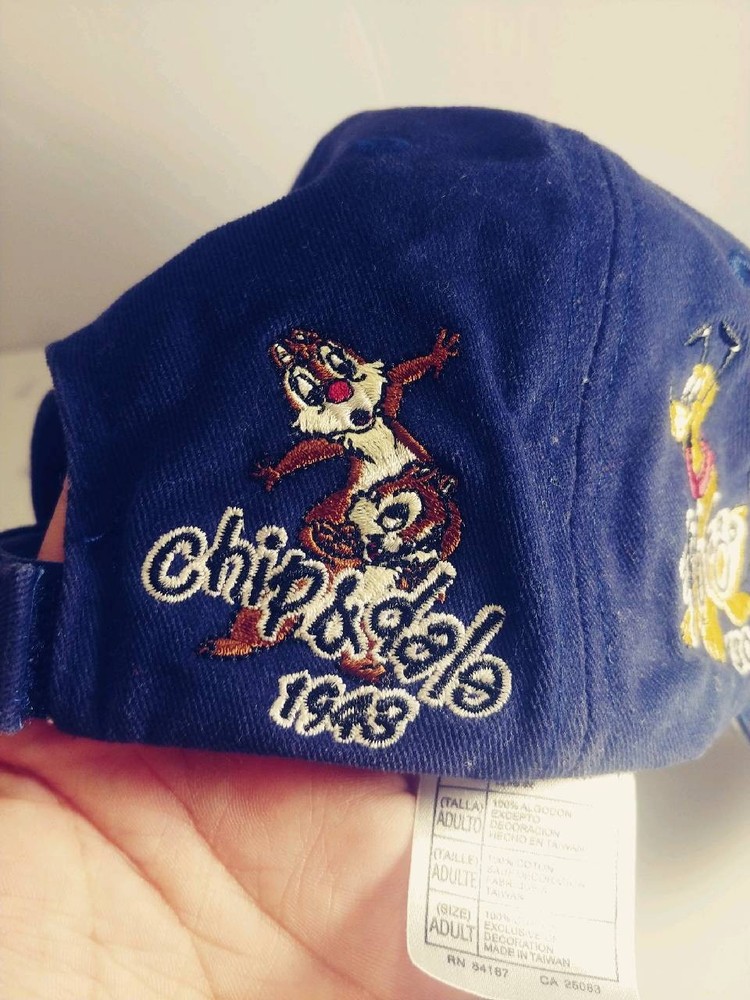 chip&dale
1943
(TALLA)
ADULTO
100% ALGODON
EXCEPTO
DECORACION
HECHO EN TAIWAN
(TAILLE)
ADULTE
100% COTON
TAIWAN
(SIZE)
ADULT
100%
EXCLUSIVE OF
DECORATION
MADE IN TAIWAN
RN 84167 CA 25083